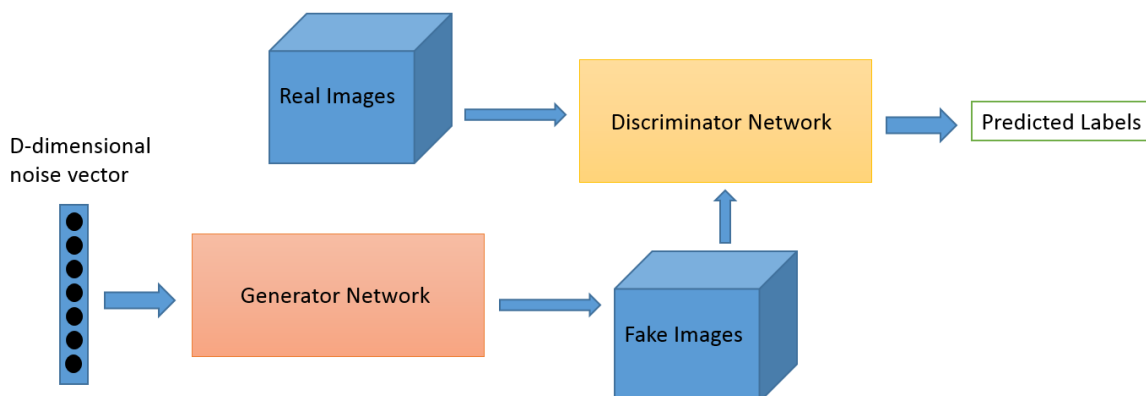 Real Images
Discriminator Network
Predicted Labels
D-dimensional
noise vector
Generator Network
Fake Images